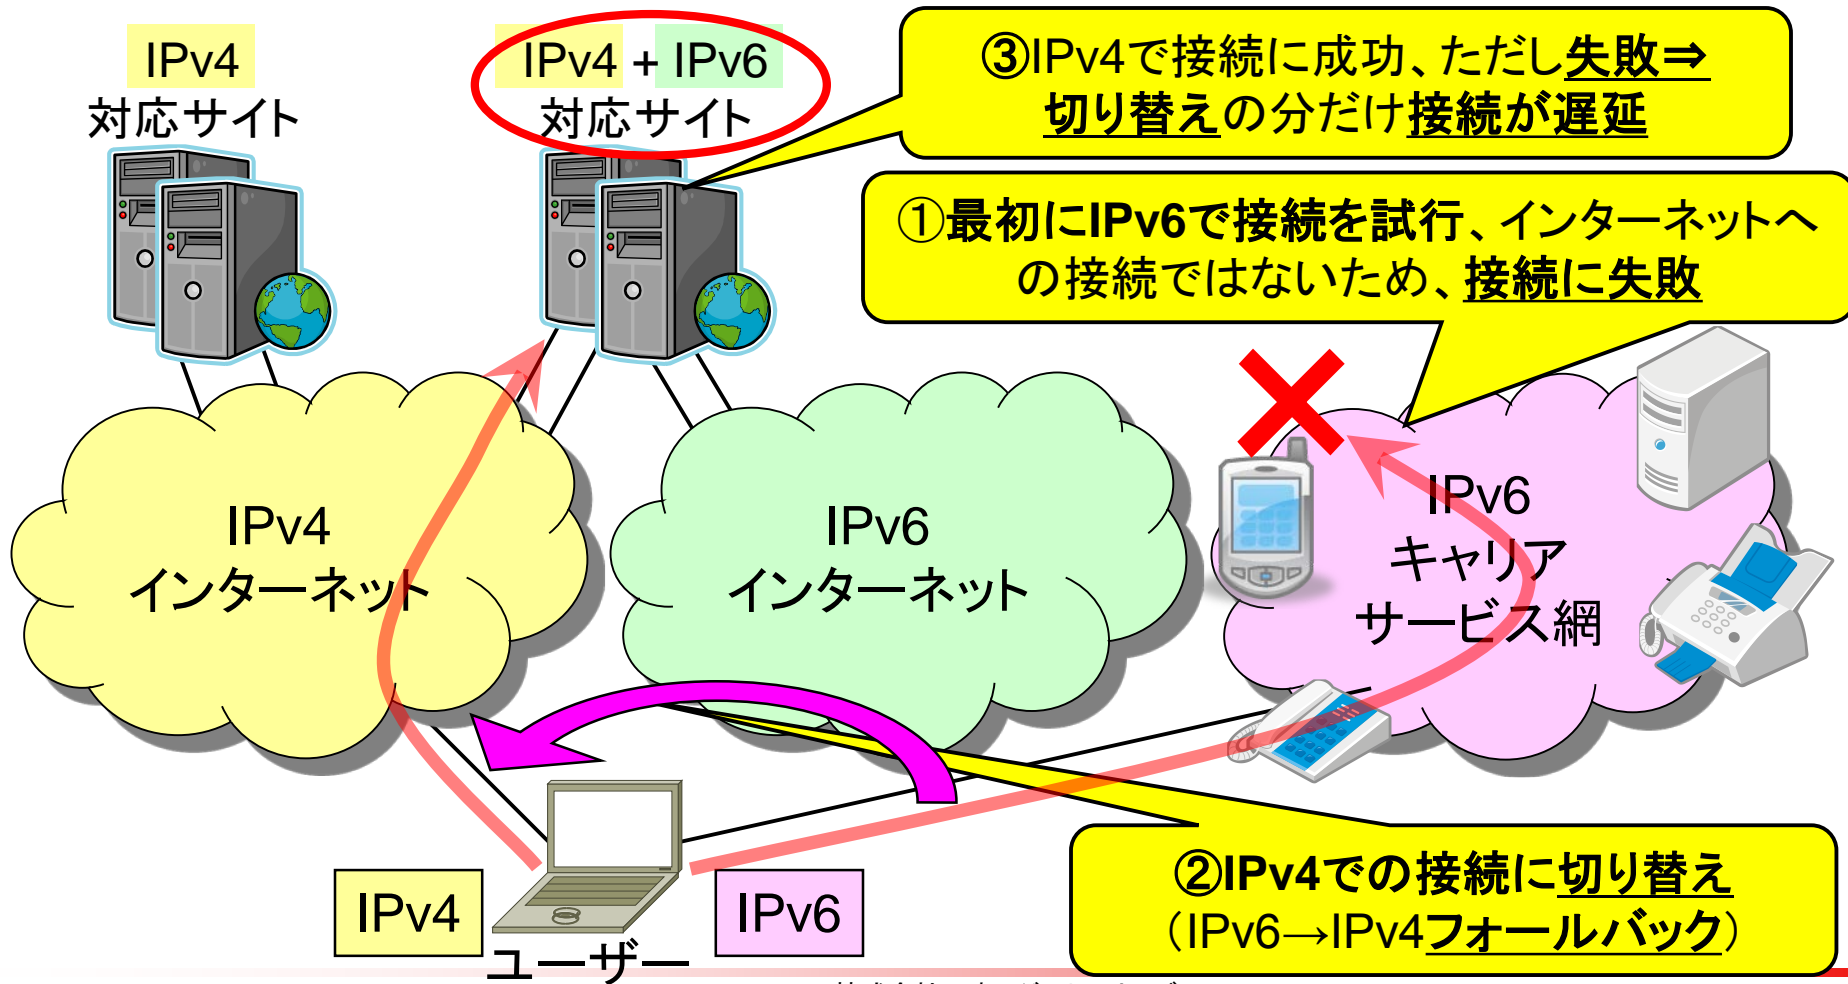 IPv4
対応サイト
IPv4 + IPv6
対応サイト
③IPv4で接続に成功、ただし失敗⇒
切り替えの分だけ接続が遅延
①最初にIPv6で接続を試行、インターネットへ
の接続ではないため、接続に失敗
IPv4
インターネット
IPv6
インターネット
IPv6
キャリア
サービス網
②IPv4での接続に切り替え
（IPv6→IPv4フォールバック）
IPv4
IPv6
ユーザー